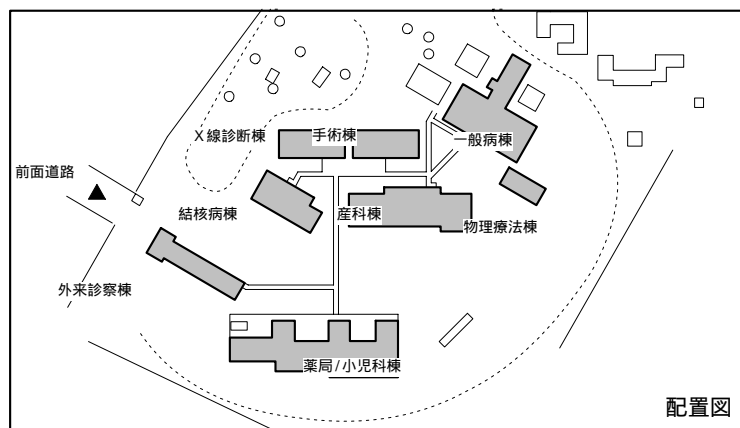 X線診断棟
手術棟
一般病棟
前面道路
結核病棟
産科棟
物理療法棟
外来診察棟
薬局/小児科棟
配置図